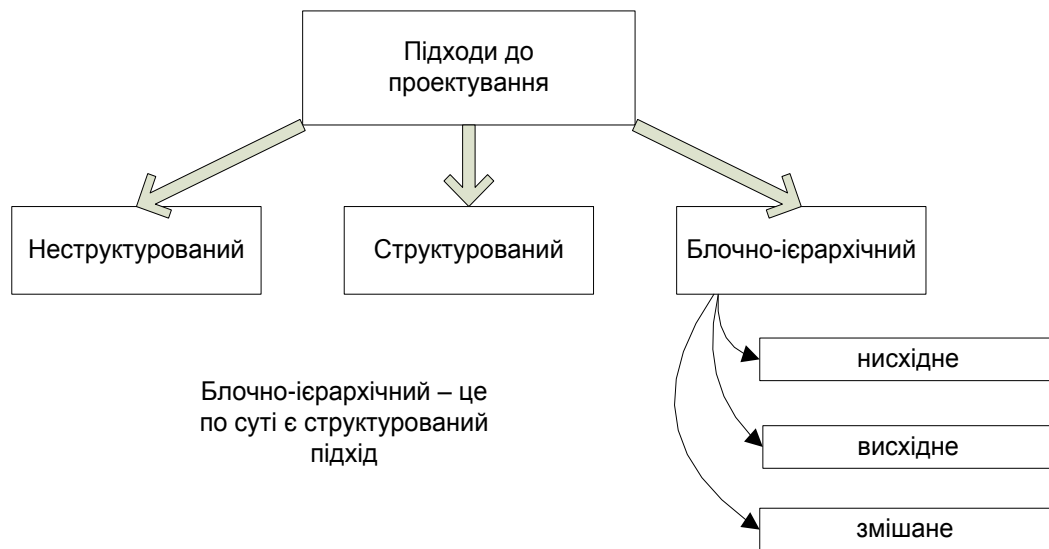 Підходи до
проектування
Неструктурований
Структурований
Блочно-ієрархічний
нисхідне
Блочно-ієрархічний – це
по суті є структурований
підхід
висхідне
змішане